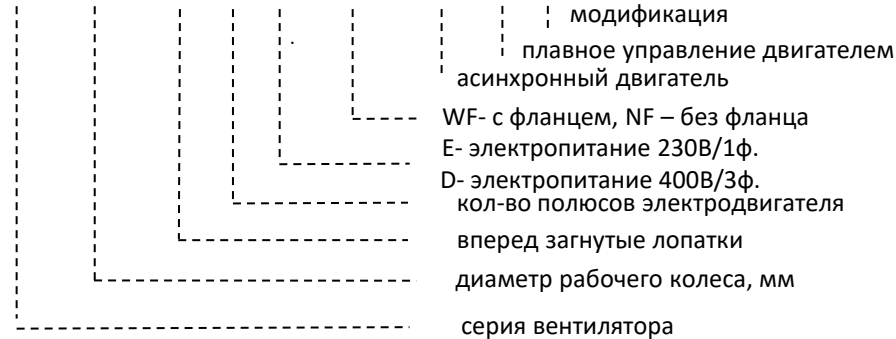 модификация
плавное управление двигателем
асинхронный двигатель
WF- с фланцем, NF – без фланца
E- электропитание 230В/1ф.
D- электропитание 400В/3ф.
кол-во полюсов электродвигателя
вперед загнутые лопатки
диаметр рабочего колеса, мм
серия вентилятора